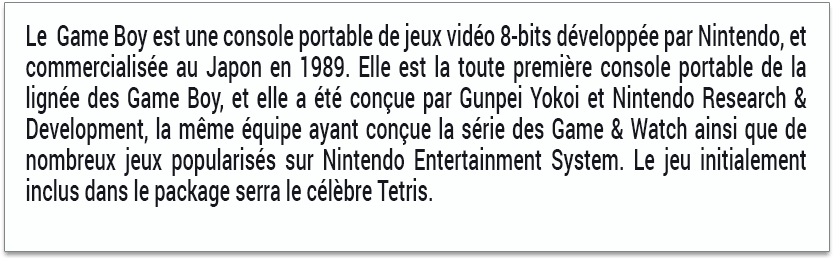 Le Game Boy est une console portable de jeux vidéo 8-bits développée par Nintendo, et
commercialisée au Japon en 1989. Elle est la toute première console portable de la
lignée des Game Boy, et elle a été conçue par Gunpei Yokoi et Nintendo Research &
Development, la même équipe ayant conçue la série des Game & Watch ainsi que de
nombreux jeux popularisés sur Nintendo Entertainment System. Le jeu initialement
inclus dans le package serra le célèbre Tetris.